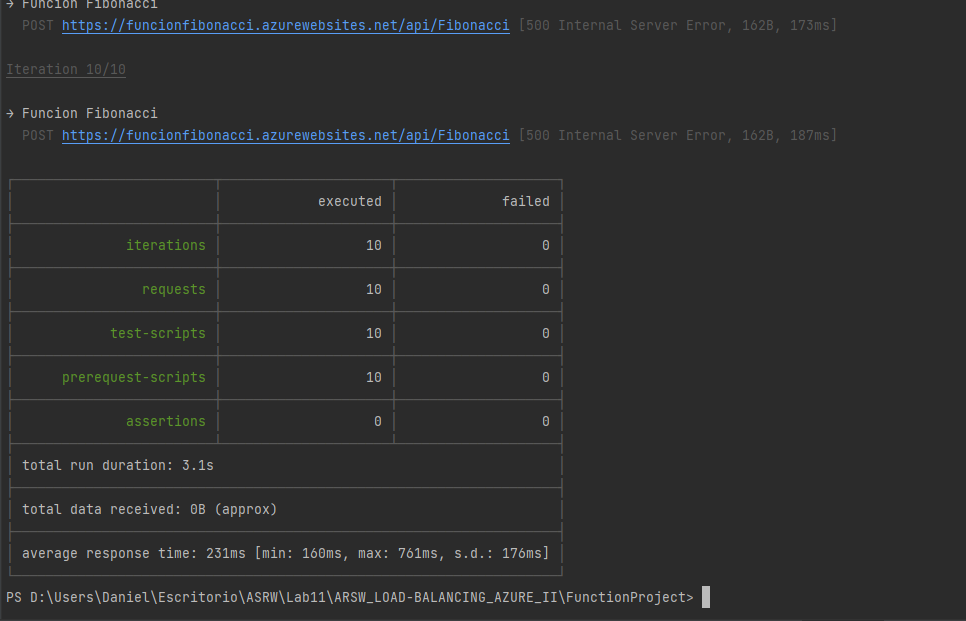 → Funcion Fibonacci
POST https://funcionfibonacci.azurewebsites.net/api/Fibonacci [500 Internal Server Error, 162B, 173ms]
Iteration 10/10
→ Funcion Fibonacci
POST https://funcionfibonacci.azurewebsites.net/api/Fibonacci [500 Internal Server Error, 162B, 187ms]
executed failed
iterations 10 0
requests 10 0
test-scripts 10 0
prerequest-scripts 10 0
assertions 0 0
total run duration: 3.1s
total data received: 0B (approx)
average response time: 231ms [min: 160ms, max: 761ms, s.d.: 176ms]
PS D:\Users\Daniel\Escritorio\ASRW\Lab11\ARSW_LOAD-BALANCING_AZURE_II\FunctionProject>